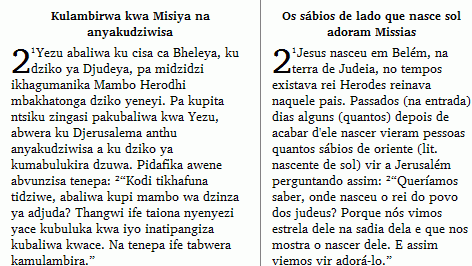 Kulambirwa kwa Misiya na
anyakudziwisa
2 ¹Yezu abaliwa ku cisa ca Bheleya, ku
dziko ya Djudeya, pa midzidzi
ikhagumanika Mambo Herodhi
mbakhatonga dziko yeneyi. Pa kupita
ntsiku zingasi pakubaliwa kwa Yezu,
abwera ku Djerusalema anthu
anyakudziwisa a ku dziko ya
kumabulukira dzuwa. Pidafika awene
abvunzisa tenepa: ²“Kodi tikhafuna
tidziwe, abaliwa kupi mambo wa dzinza
ya adjuda? Thangwi ife taiona nyenyezi
yace kubuluka kwa iyo inatipangiza
kubaliwa kwace. Na tenepa ife tabwera
kamulambira.”
Os sábios de lado que nasce sol
adoram Missias
2 ¹Jesus nasceu em Belém, na
terra de Judeia, no tempos
existava rei Herodes reinava
naquele pais. Passados (na entrada)
dias alguns (quantos) depois de
acabar d'ele nascer vieram pessoas
quantos sábios de oriente (lit.
nascente de sol) vir a Jerusalém
perguntando assim: ²“Queríamos
saber, onde nasceu o rei do povo
dos judeus? Porque nós vimos
estrela dele na sadia dela e que nos
mostra o nascer dele. E assim
viemos vir adorá-lo.”